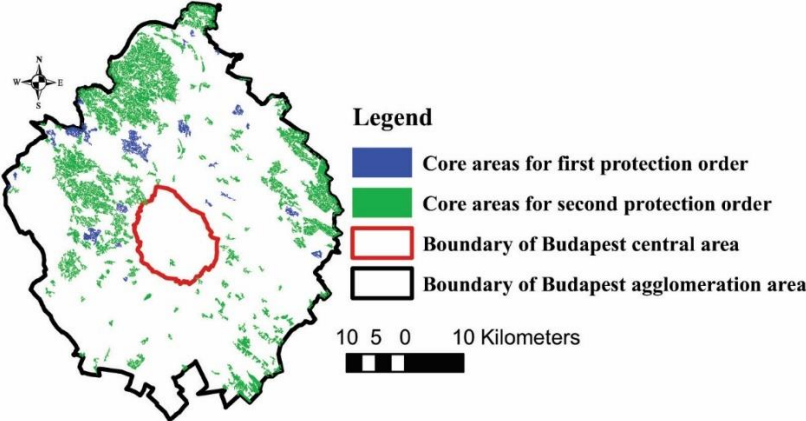 N
W E
S
Legend
Core areas for first protection order
Core areas for second protection order
Boundary of Budapest central area
Boundary of Budapest agglomeration area
10 5 0 10 Kilometers